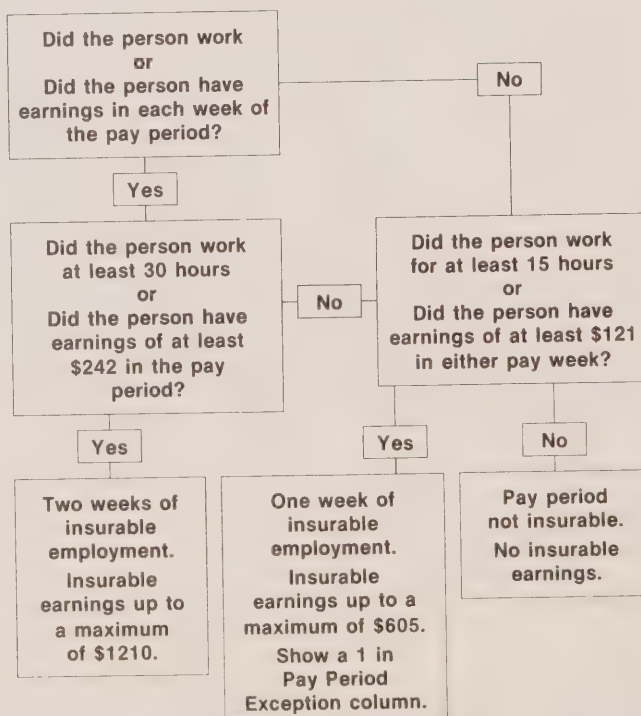 Did the person work
or
Did the person have
earnings in each week of
the pay period?
No
Yes
Did the person work
at least 30 hours
or
Did the person have
earnings of at least
$242 in the pay
period?
No
Did the person work
for at least 15 hours
or
Did the person have
earnings of at least $121
in either pay week?
Yes
Yes
No
Two weeks of
insurable
employment.
Insurable
earnings up to
a maximum
of $1210.
One week of
insurable
employment.
Insurable
earnings up to a
maximum of $605.
Show a 1 in
Pay Period
Exception column.
Pay period
not insurable.
No insurable
earnings.